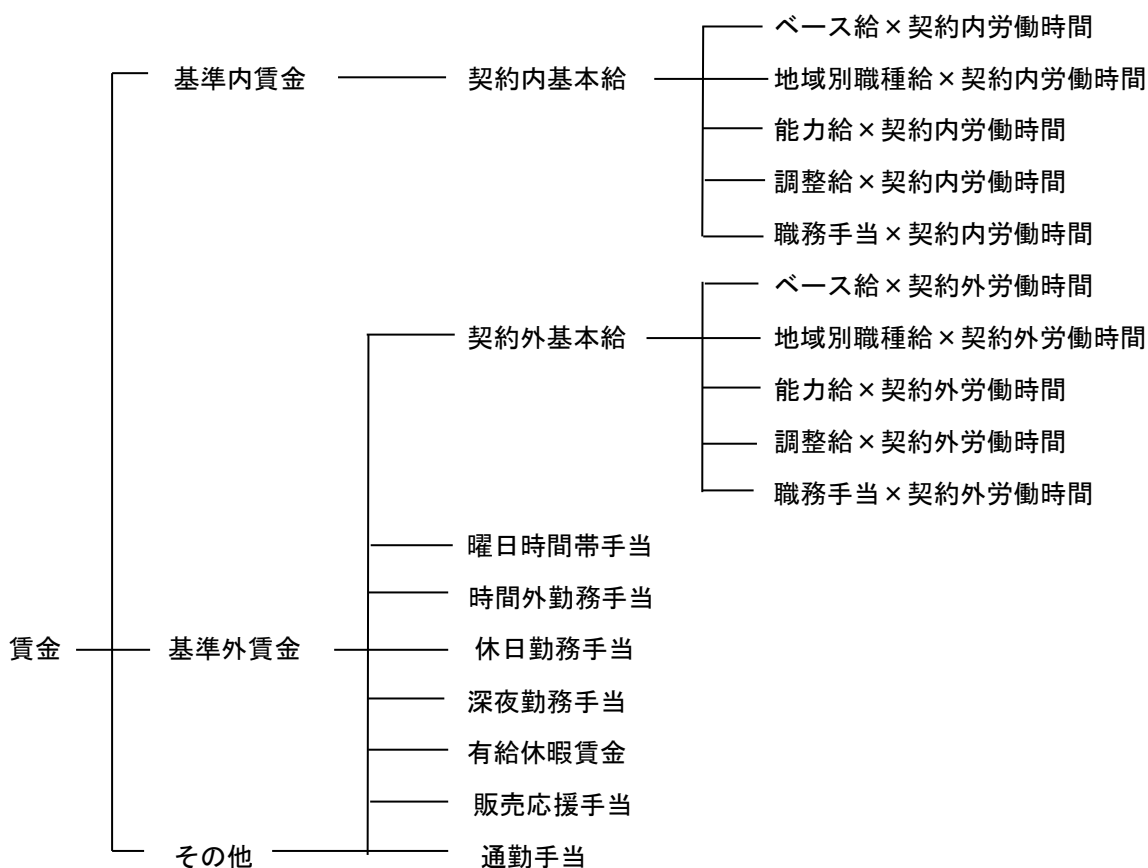 ベース給×契約内労働時間
基準内賃金 契約内基本給 地域別職種給×契約内労働時間
能力給×契約内労働時間
調整給×契約内労働時間
職務手当×契約内労働時間
ベース給×契約外労働時間
契約外基本給 地域別職種給×契約外労働時間
能力給×契約外労働時間
調整給×契約外労働時間
職務手当×契約外労働時間
曜日時間帯手当
時間外勤務手当
賃金 基準外賃金 休日勤務手当
深夜勤務手当
有給休暇賃金
販売応援手当
その他 通勤手当